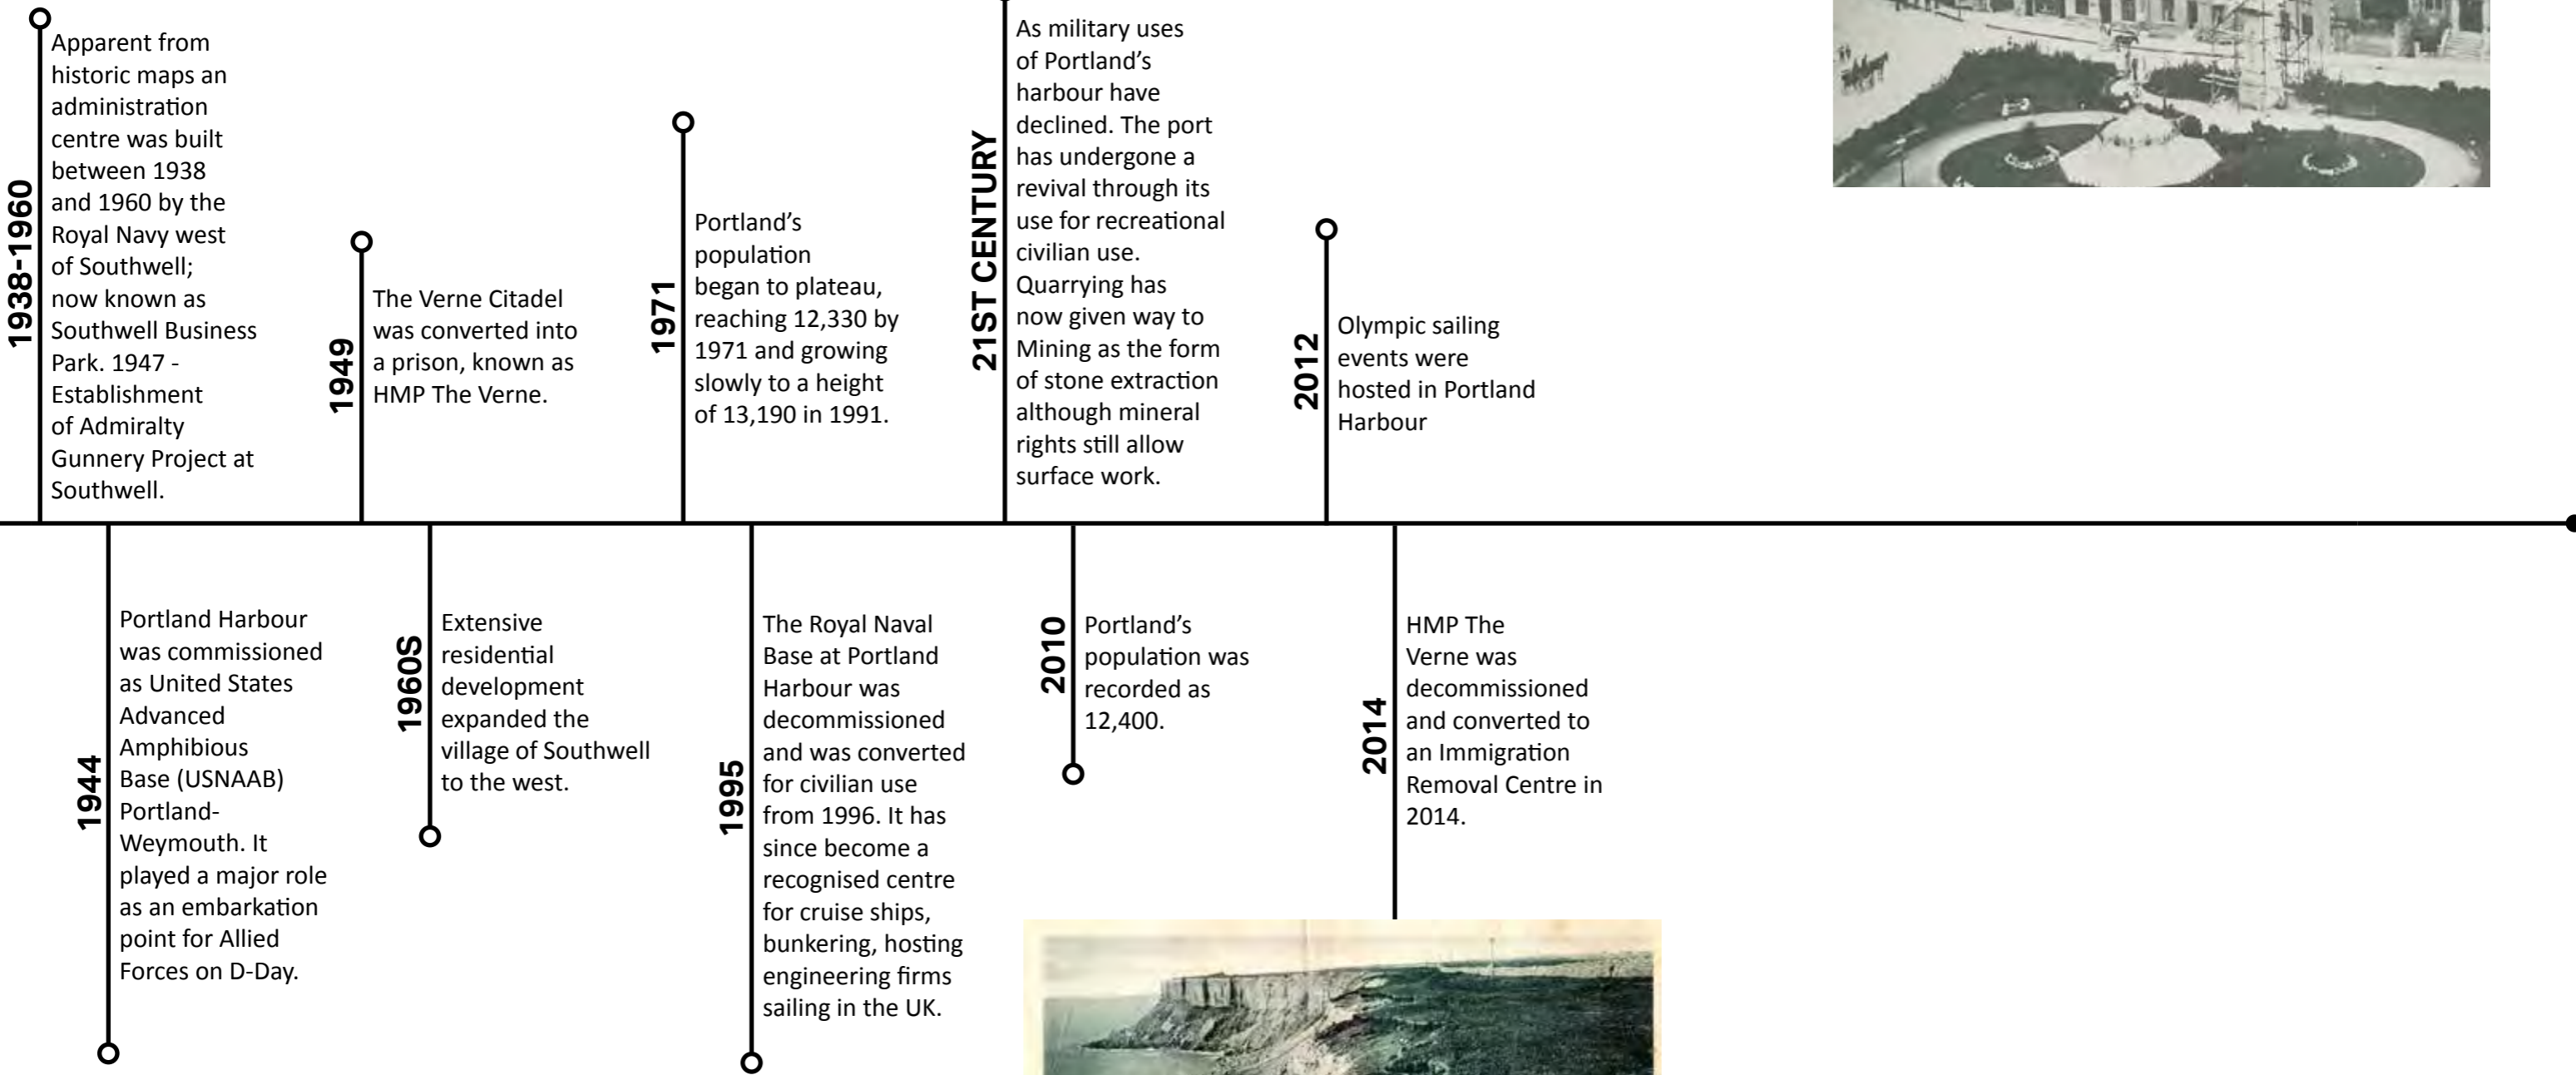 1938-1960
Apparent from
historic maps an
administration
centre was built
between 1938
and 1960 by the
Royal Navy west
of Southwell;
now known as
Southwell Business
Park. 1947 -
Establishment
of Admiralty
Gunnery Project at
Southwell.
1944
Portland Harbour
was commissioned
as United States
Advanced
Amphibious
Base (USNAAB)
Portland-
Weymouth. It
played a major role
as an embarkation
point for Allied
Forces on D-Day.
1949
The Verne Citadel
was converted into
a prison, known as
HMP The Verne.
1960S
Extensive
residential
development
expanded the
village of Southwell
to the west.
1971
Portland’s
population
began to plateau,
reaching 12,330 by
1971 and growing
slowly to a height
of 13,190 in 1991.
1995
The Royal Naval
Base at Portland
Harbour was
decommissioned
and was converted
for civilian use
from 1996. It has
since become a
recognised centre
for cruise ships,
bunkering, hosting
engineering firms
sailing in the UK.
21ST CENTURY
As military uses
of Portland’s
harbour have
declined. The port
has undergone a
revival through its
use for recreational
civilian use.
Quarrying has
now given way to
Mining as the form
of stone extraction
although mineral
rights still allow
surface work.
2010
Portland’s
population was
recorded as
12,400.
2012
Olympic sailing
events were
hosted in Portland
Harbour
2014
HMP The
Verne was
decommissioned
and converted to
an Immigration
Removal Centre in
2014.